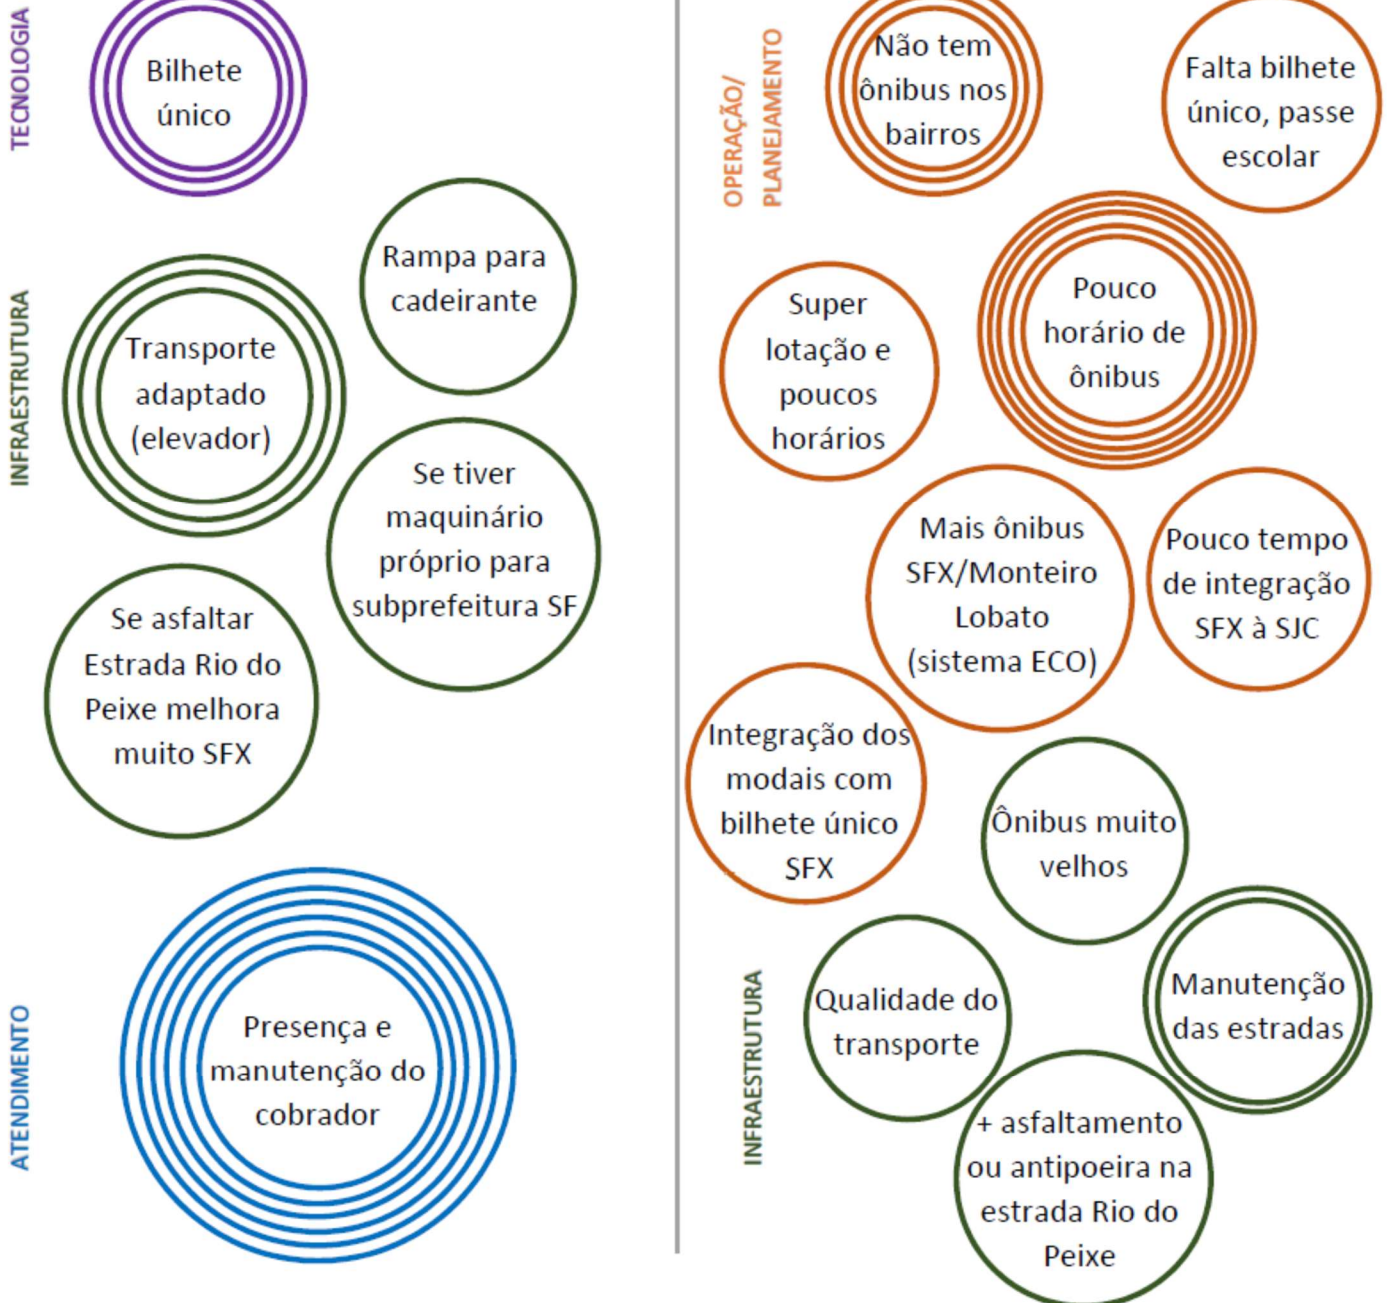 TECNOLOGIA
Bilhete
único
INFRAESTRUTURA
Rampa para
cadeirante
Transporte
adaptado
(elevador)
Se tiver
maquinário
próprio para
subprefeitura SF
Se asfaltar
Estrada Rio do
Peixe melhora
muito SFX
ATENDIMENTO
Presença e
manutenção do
cobrador
OPERAÇÃO/
PLANEJAMENTO
Não tem
ônibus nos
bairros
Falta bilhete
único, passe
escolar
Super
lotação e
poucos
horários
Pouco
horário de
ônibus
Mais ônibus
SFX/Monteiro
Lobato
(sistema ECO)
Pouco tempo
de integração
SFX à SJC
Integração dos
modais com
bilhete único
SFX
INFRAESTRUTURA
Ônibus muito
velhos
Qualidade do
transporte
Manutenção
das estradas
+ asfaltamento
ou antipoeira na
estrada Rio do
Peixe